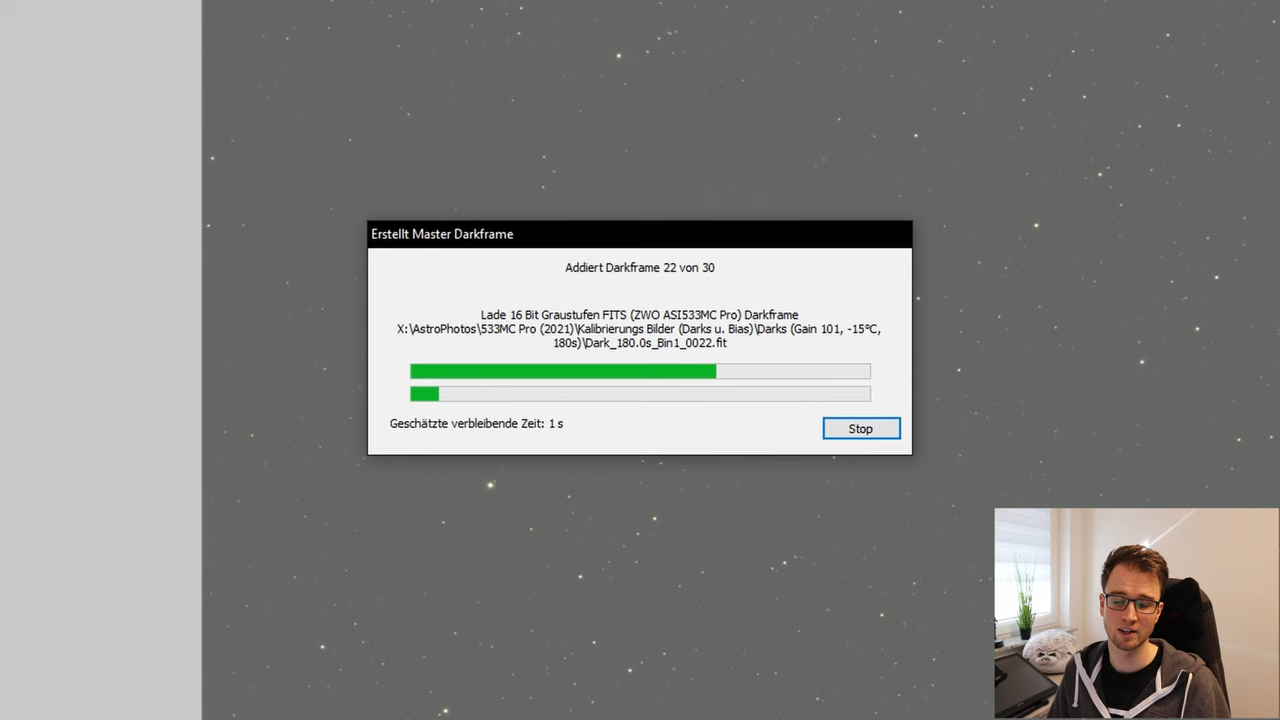 Erstellt Master Darkframe
Addiert Darkframe 22 von 30
Lade 16 Bit Graustufen FITS (ZWO ASI533MC Pro) Darkframe
X:\AstroPhotos\533MC Pro (2021)\Kalibrierungs Bilder (Darks u. Bias)\Darks (Gain 101, -15°C,
180s)\Dark_180.0s_Bin1_0022.fit
Geschätzte verbleibende Zeit: 1 s
Stop